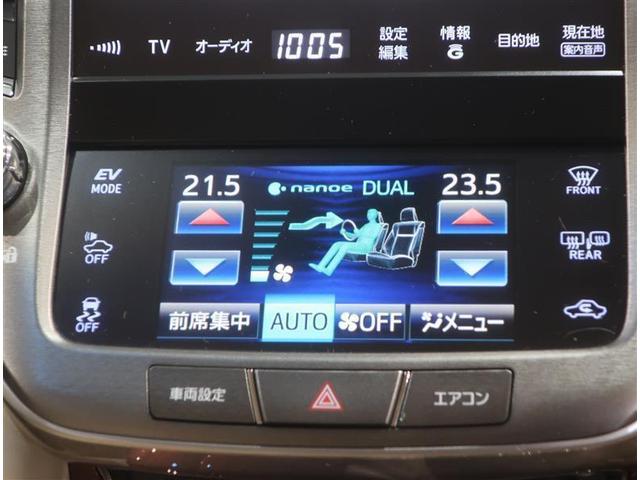 TV オーディオ 1005 設定 編集 情報 G 目的地 現在地 案内音声
EV MODE
21.5 nanoe DUAL 23.5
FRONT
OFF
REAR
OFF
前席集中 AUTO OFF メニュー
車両設定 エアコン